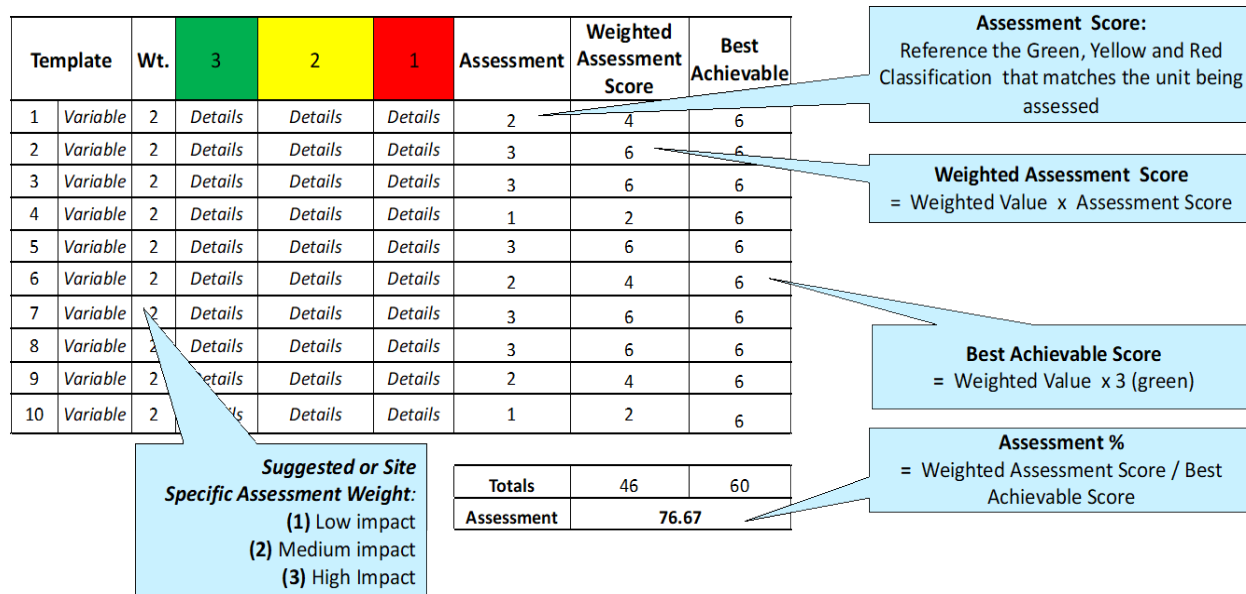 Template Wt. 3 2 1 Assessment Weighted Assessment Score Best Achievable
1 Variable 2 Details Details Details 2 4 6
2 Variable 2 Details Details Details 3 6 6
3 Variable 2 Details Details Details 3 6 6
4 Variable 2 Details Details Details 1 2 6
5 Variable 2 Details Details Details 3 6 6
6 Variable 2 Details Details Details 2 4 6
7 Variable 2 Details Details Details 3 6 6
8 Variable 2 Details Details Details 3 6 6
9 Variable 2 Details Details Details 2 4 6
10 Variable 2 Details Details Details 1 2 6
Totals 46 60
Assessment 76.67
Assessment Score:
Reference the Green, Yellow and Red
Classification that matches the unit being
assessed
Weighted Assessment Score
= Weighted Value x Assessment Score
Best Achievable Score
= Weighted Value x 3 (green)
Assessment %
= Weighted Assessment Score / Best
Achievable Score
Suggested or Site
Specific Assessment Weight:
(1) Low impact
(2) Medium impact
(3) High Impact